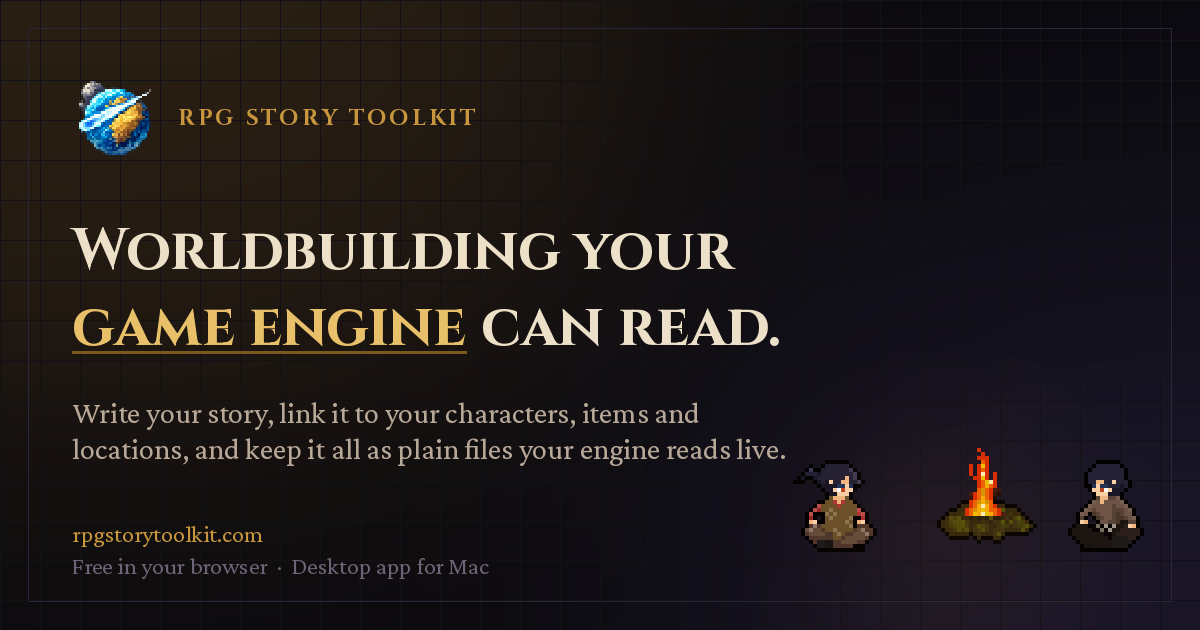 RPG STORY TOOLKIT
WORLDBUILDING YOUR
GAME ENGINE CAN READ.
Write your story, link it to your characters, items and
locations, and keep it all as plain files your engine reads live.
rpgstorytoolkit.com
Free in your browser · Desktop app for Mac